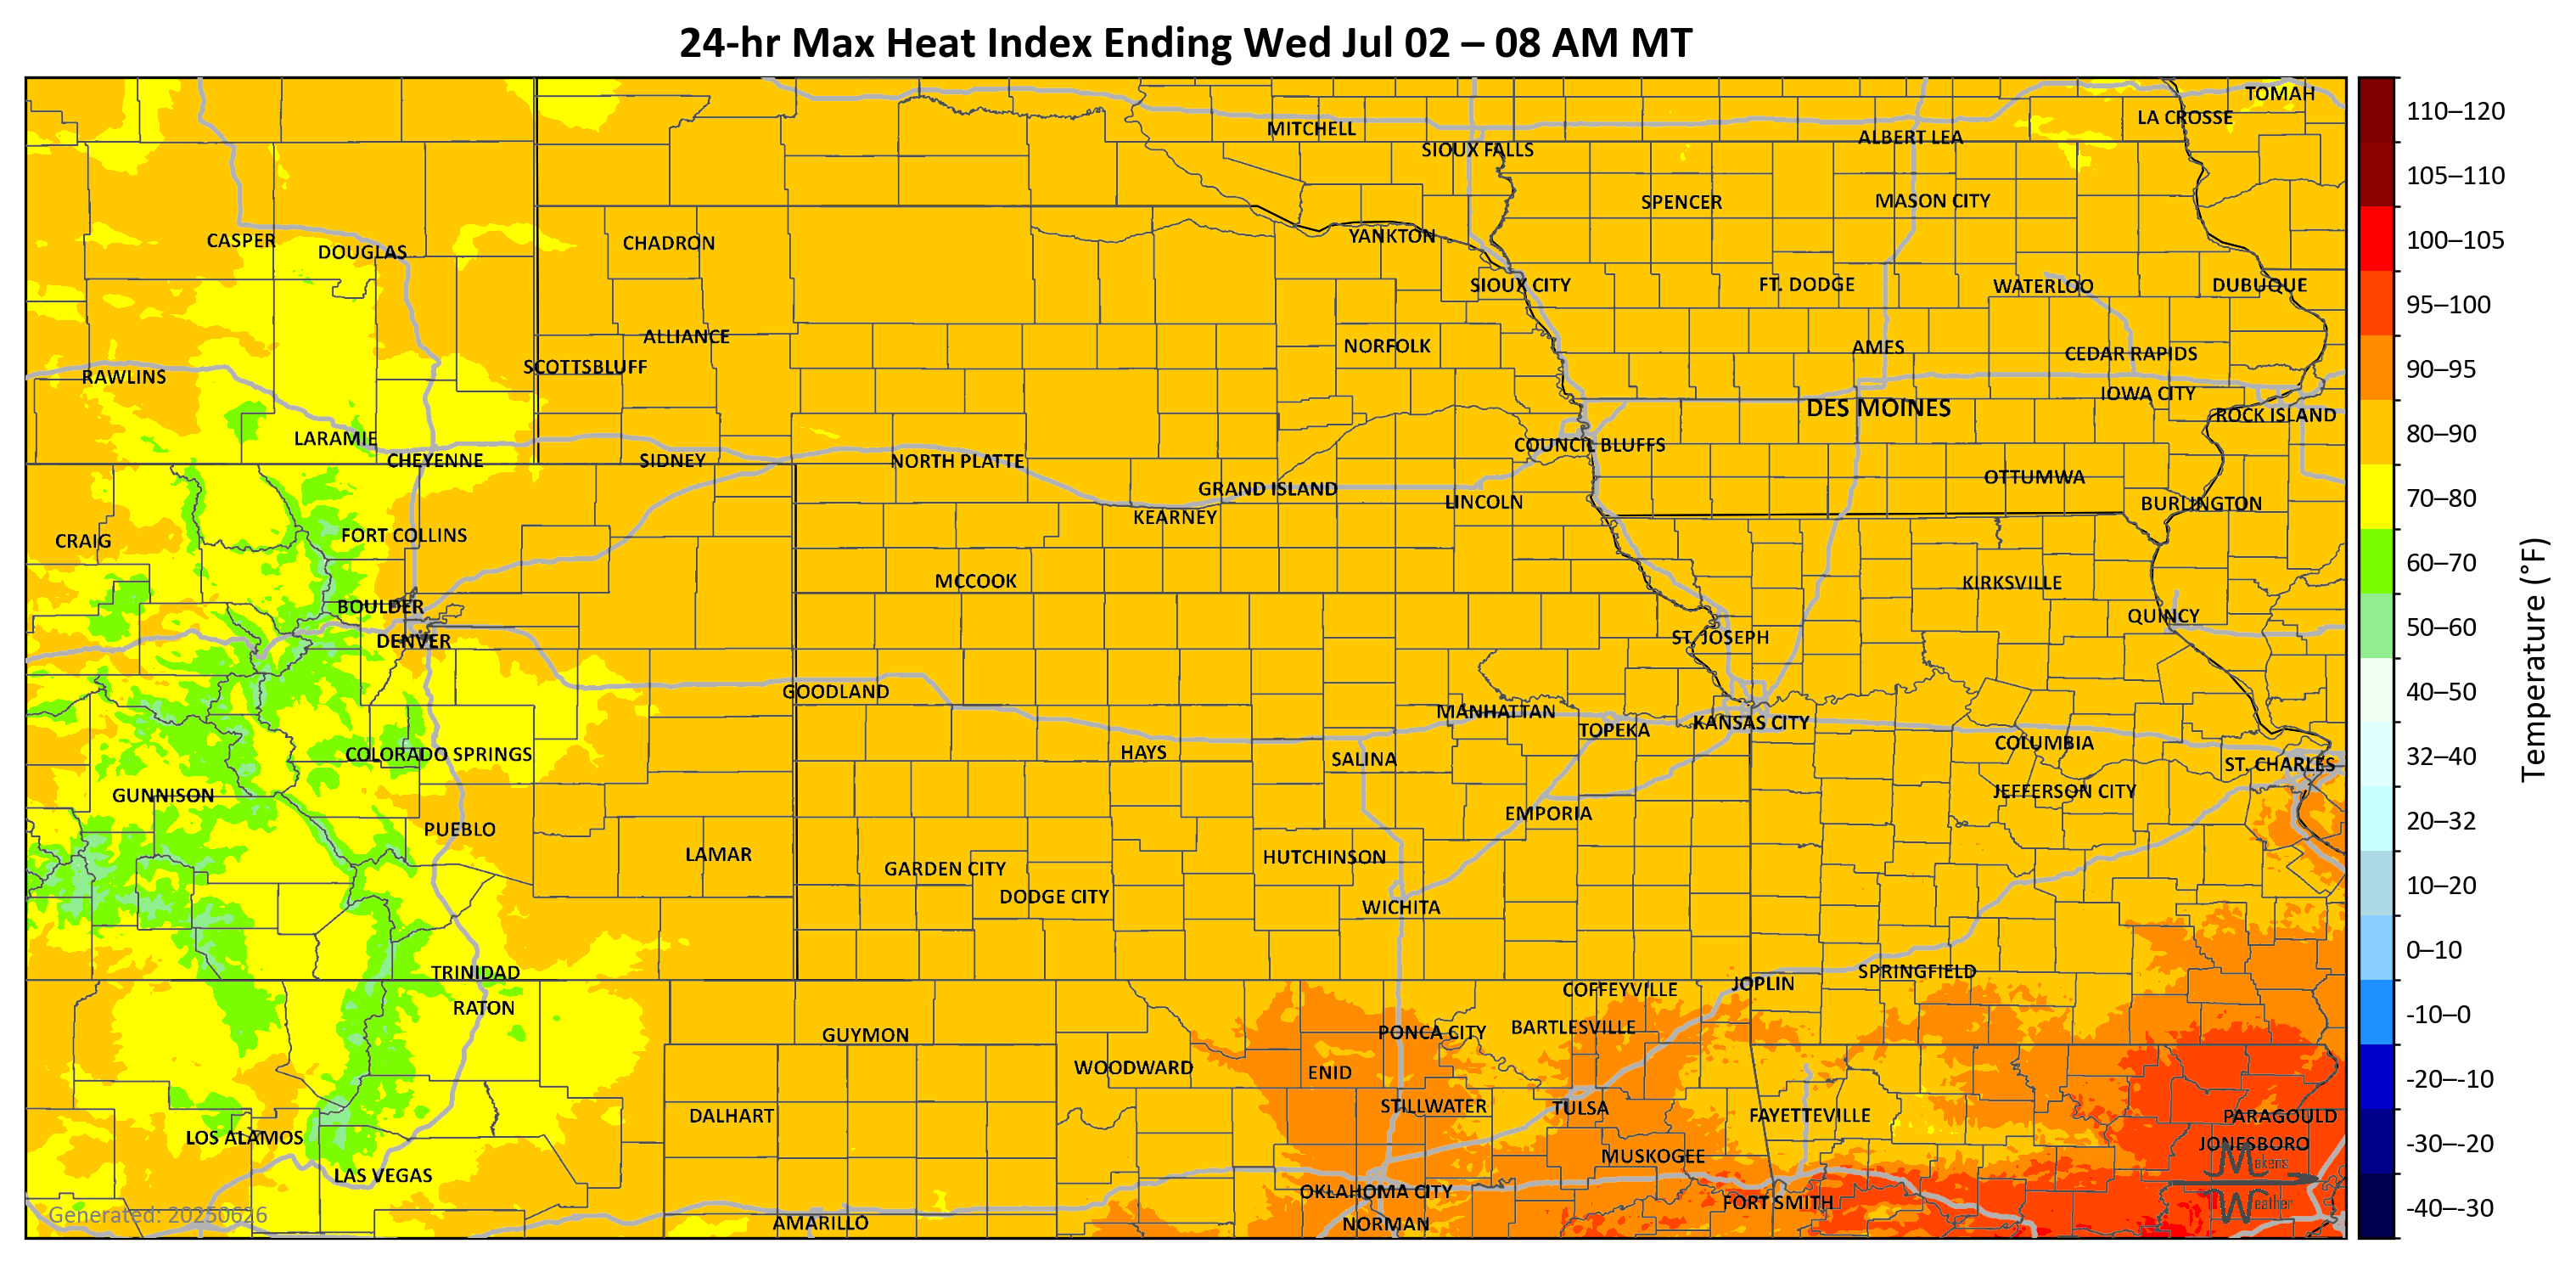 24-hr Max Heat Index Ending Wed Jul 02 – 08 AM MT
TOMAH
LA CROSSE
MITCHELL
ALBERT LEA
SIOUX FALLS
SPENCER
MASON CITY
CASPER
DOUGLAS
CHADRON
YANKTON
SIOUX CITY
FT. DODGE
WATERLOO
DUBUQUE
ALLIANCE
NORFOLK
AMES
CEDAR RAPIDS
SCOTTSBLUFF
RAWLINS
IOWA CITY
DES MOINES
ROCK ISLAND
LARAMIE
COUNCIL BLUFFS
CHEYENNE
SIDNEY
NORTH PLATTE
OTTUMWA
GRAND ISLAND
LINCOLN
BURLINGTON
KEARNEY
FORT COLLINS
CRAIG
MCCOOK
KIRKSVILLE
BOULDER
QUINCY
DENVER
ST. JOSEPH
GOODLAND
MANHATTAN
KANSAS CITY
TOPEKA
COLUMBIA
HAYS
COLORADO SPRINGS
SALINA
ST. CHARLES
JEFFERSON CITY
GUNNISON
EMPORIA
PUEBLO
LAMAR
HUTCHINSON
GARDEN CITY
DODGE CITY
WICHITA
TRINIDAD
SPRINGFIELD
JOPLIN
COFFEYVILLE
RATON
BARTLESVILLE
PONCA CITY
GUYMON
WOODWARD
ENID
STILLWATER
TULSA
DALHART
FAYETTEVILLE
PARAGOULD
LOS ALAMOS
JONESBORO
MUSKOGEE
LAS VEGAS
OKLAHOMA CITY
FORT SMITH
AMARILLO
NORMAN
Makens
Weather
Generated: 20250626
110–120
105–110
100–105
95–100
90–95
80–90
70–80
60–70
50–60
40–50
32–40
20–32
10–20
0–10
-10–0
-20–-10
-30–-20
-40–-30
Temperature (°F)